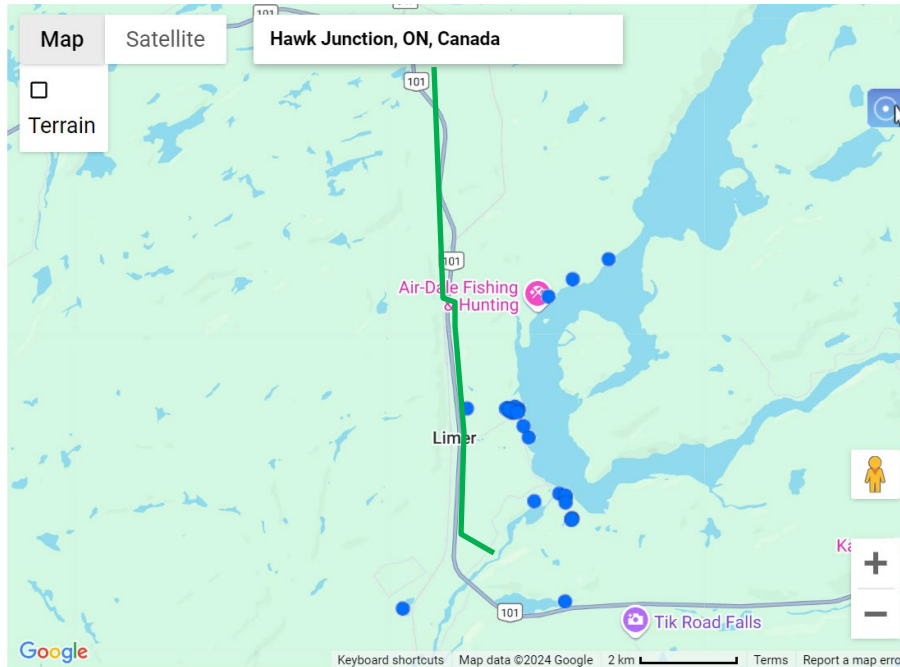 101
Map Satellite
Hawk Junction, ON, Canada
Terrain
101
101
Air-Dale Fishing
& Hunting
Limer
Ka
101
Tik Road Falls
Google
Keyboard shortcuts Map data ©2024 Google 2 km Terms Report a map erro